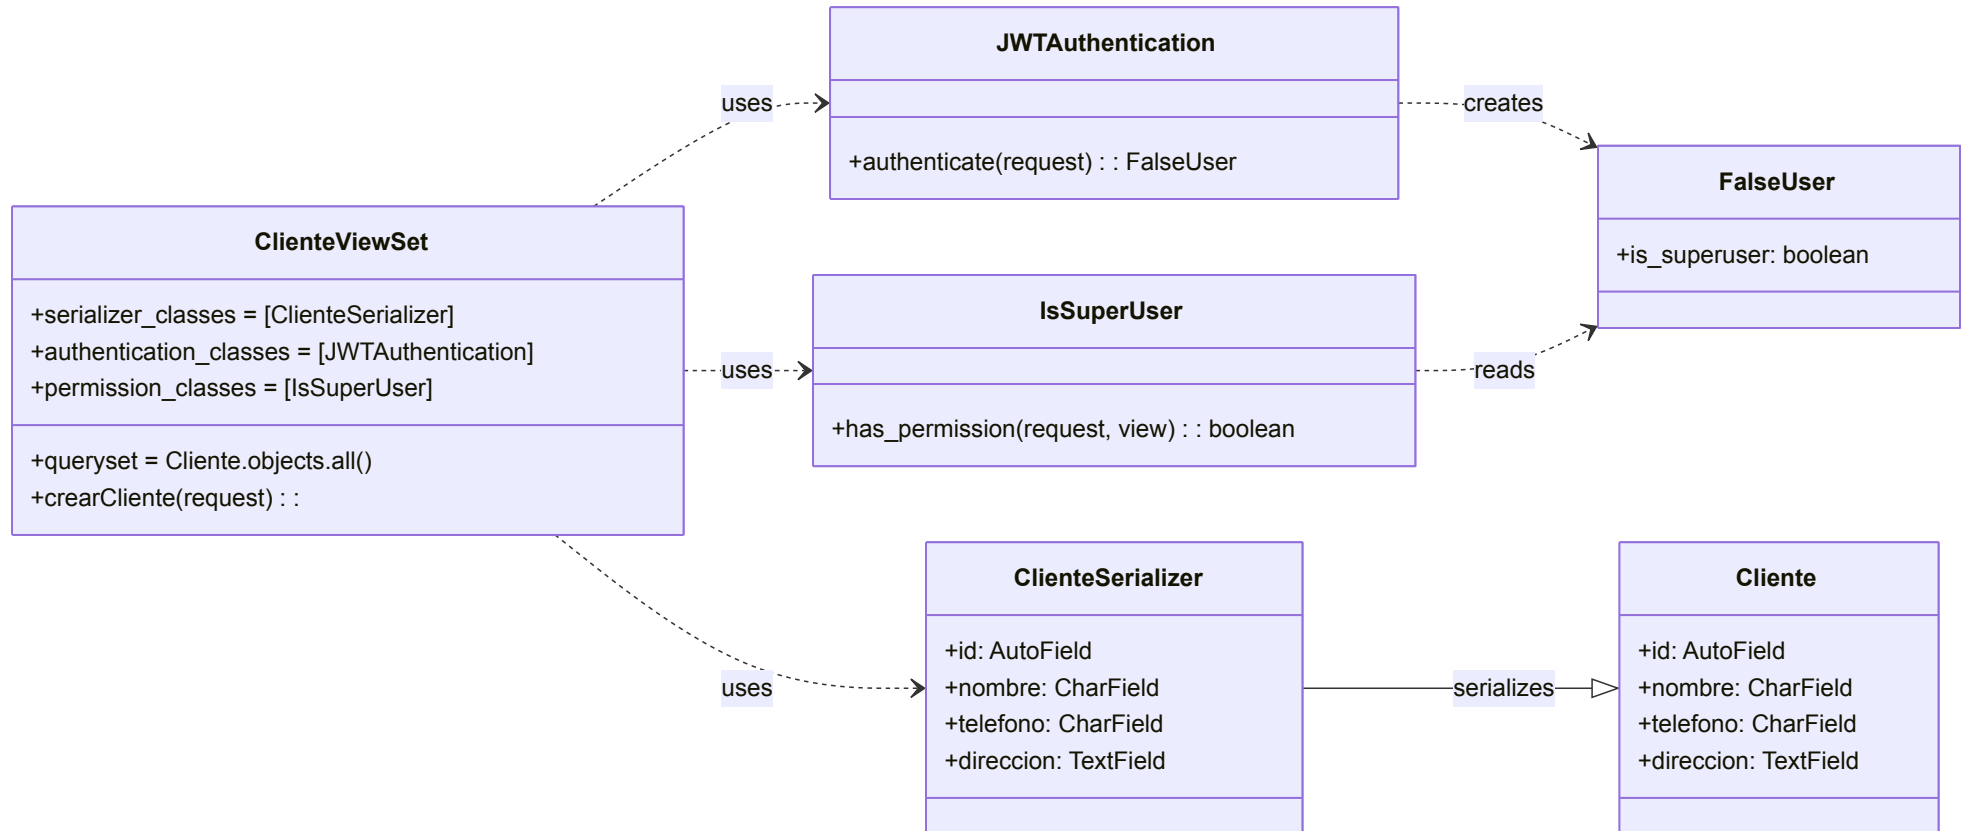 JWTAuthentication
+authenticate(request) : : FalseUser
uses
creates
FalseUser
+is_superuser: boolean
ClienteViewSet
+serializer_classes = [ClienteSerializer]
+authentication_classes = [JWTAuthentication]
+permission_classes = [IsSuperUser]
+queryset = Cliente.objects.all()
+crearCliente(request) : :
uses
IsSuperUser
+has_permission(request, view) : : boolean
reads
uses
ClienteSerializer
+id: AutoField
+nombre: CharField
+telefono: CharField
+direccion: TextField
serializes
Cliente
+id: AutoField
+nombre: CharField
+telefono: CharField
+direccion: TextField